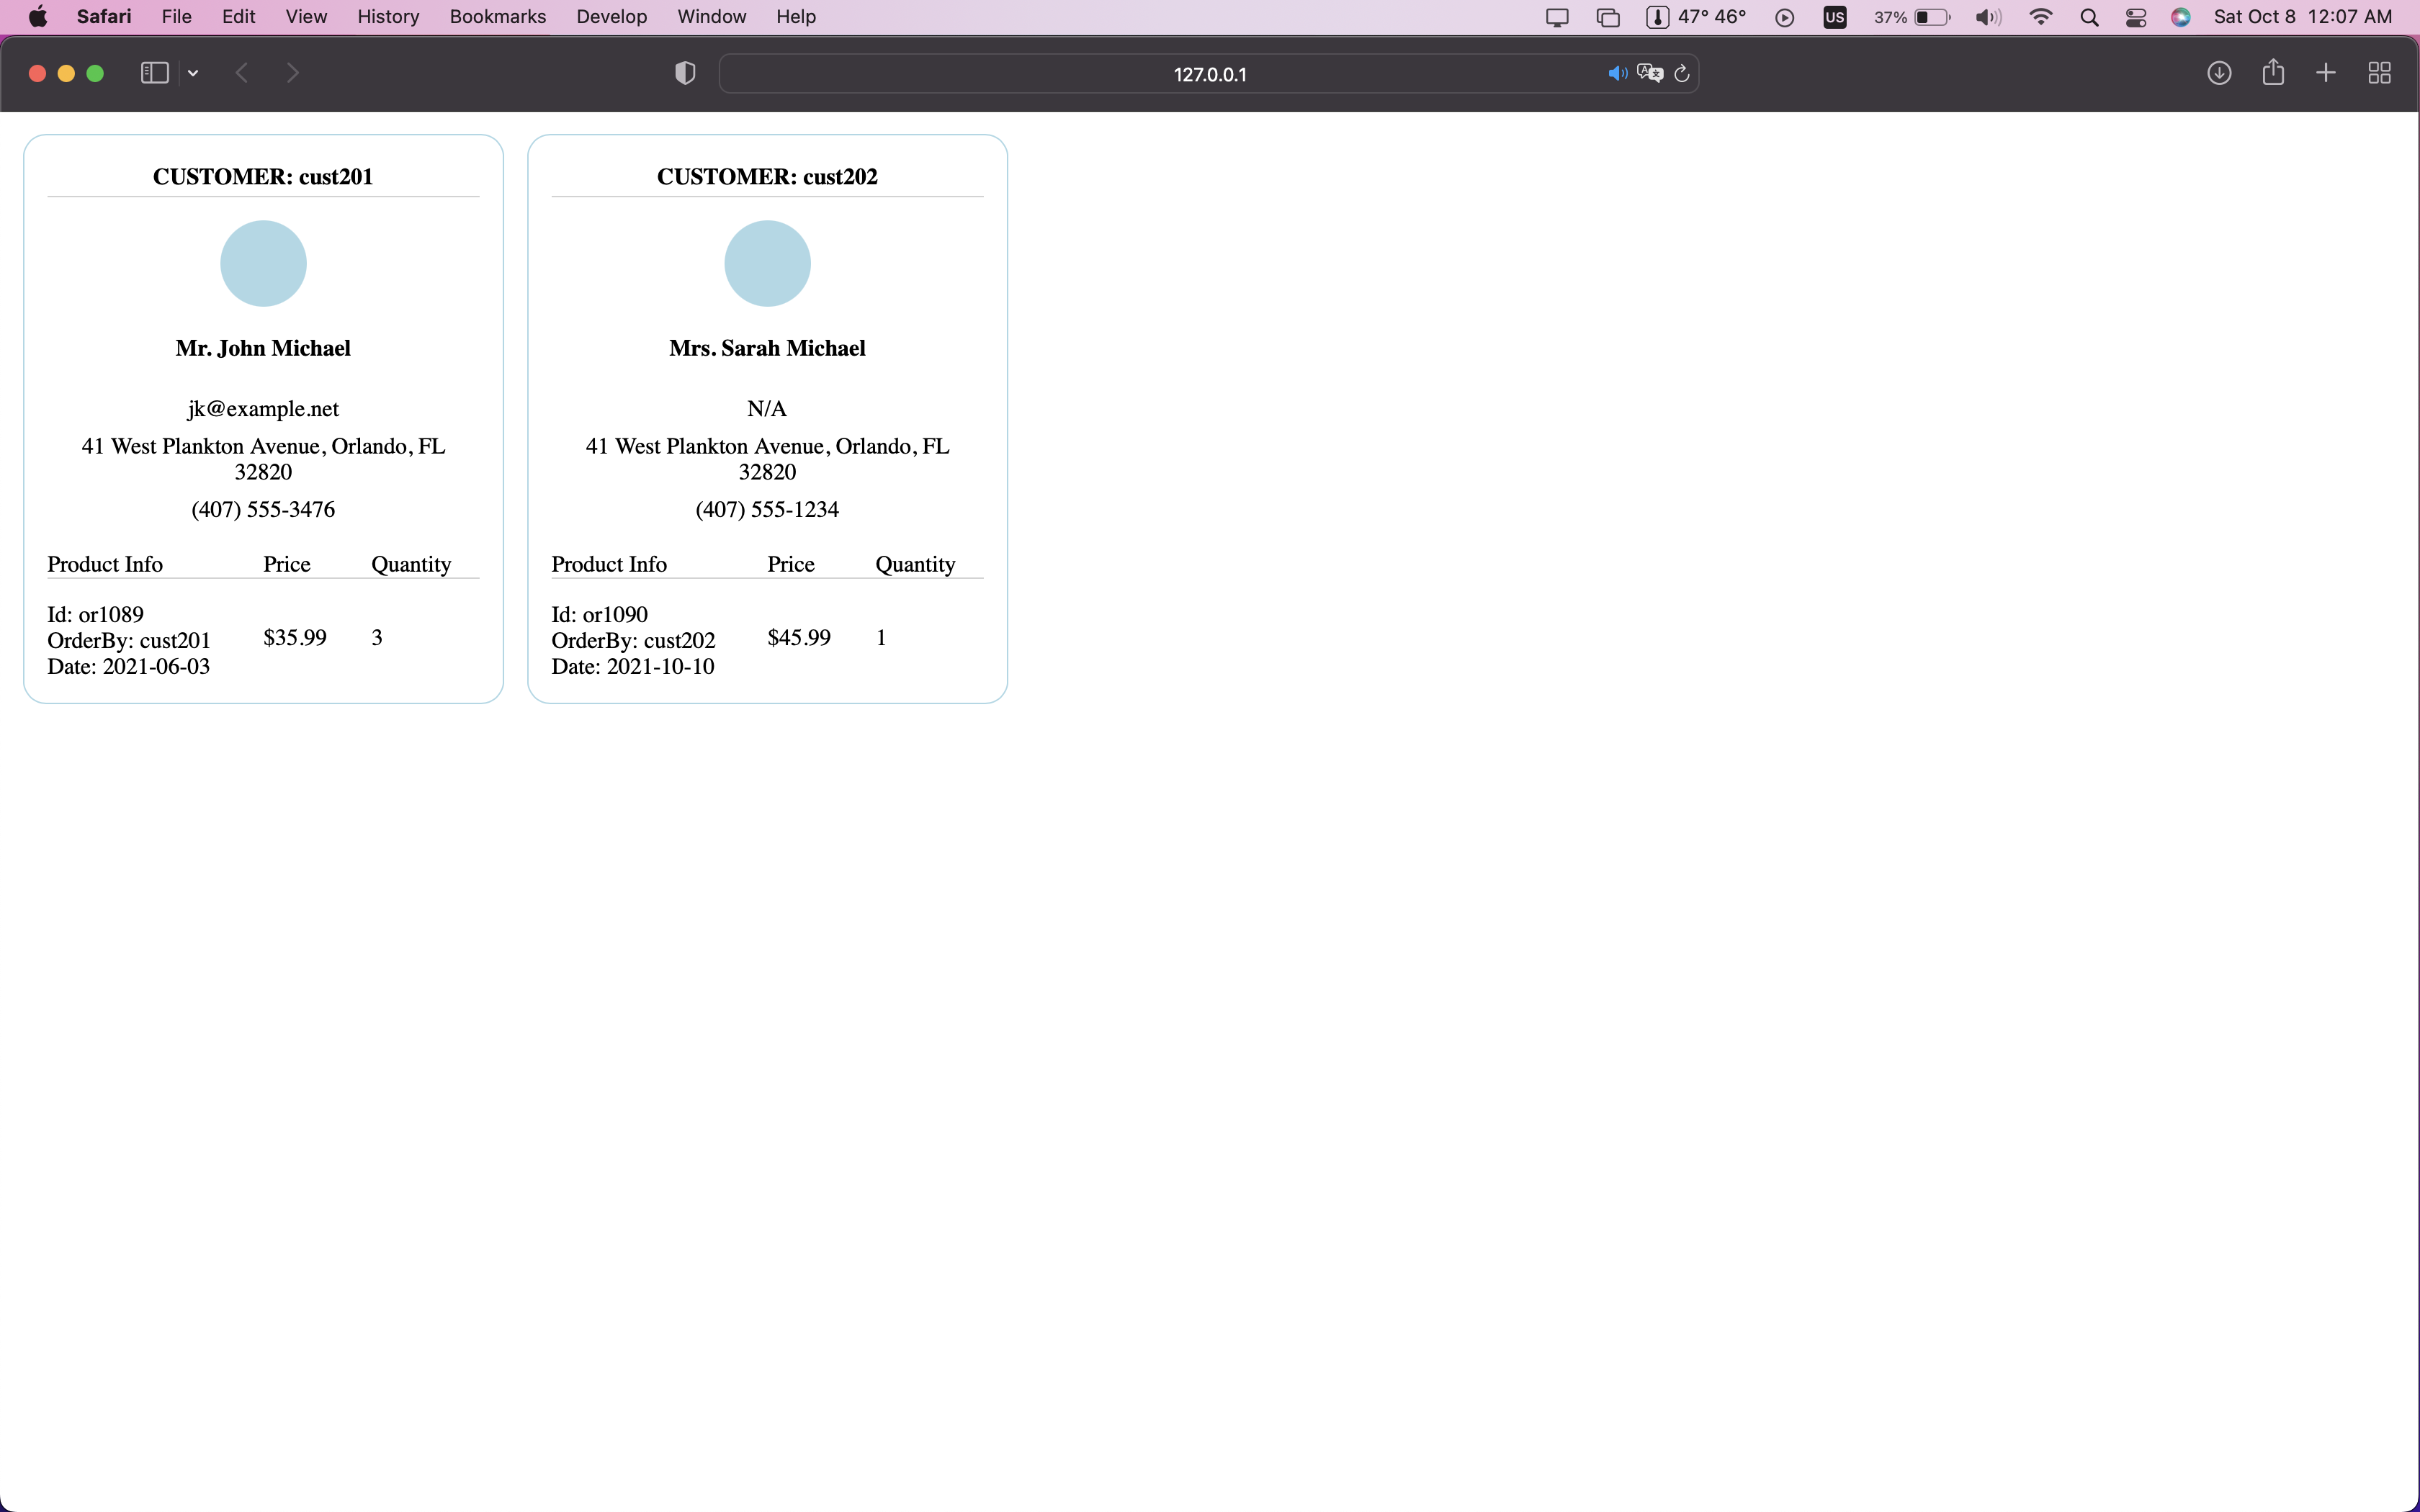 Safari File Edit View History Bookmarks Develop Window Help 47° 46° US 37% Sat Oct 8 12:07 AM
127.0.0.1
CUSTOMER: cust201
Mr. John Michael
jk@example.net
41 West Plankton Avenue, Orlando, FL
32820
(407) 555-3476
Product Info Price Quantity
Id: or1089
OrderBy: cust201
Date: 2021-06-03
$35.99 3
CUSTOMER: cust202
Mrs. Sarah Michael
N/A
41 West Plankton Avenue, Orlando, FL
32820
(407) 555-1234
Product Info Price Quantity
Id: or1090
OrderBy: cust202
Date: 2021-10-10
$45.99 1